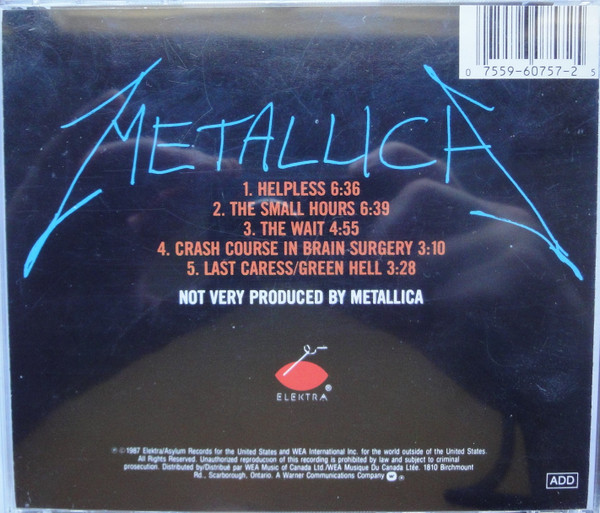 0 7559-60757-2 5
METALLICA
1. HELPLESS 6:36
2. THE SMALL HOURS 6:39
3. THE WAIT 4:55
4. CRASH COURSE IN BRAIN SURGERY 3:10
5. LAST CARESS/GREEN HELL 3:28
NOT VERY PRODUCED BY METALLICA
®
ELEKTRA
℗ © 1987 Elektra/Asylum Records for the United States and WEA International Inc. for the world outside of the United States.
All Rights Reserved. Unauthorized reproduction of this recording is prohibited by law and subject to criminal
prosecution. Distributed by/Distribué par WEA Music of Canada Ltd./WEA Musique Du Canada Ltée. 1810 Birchmount
Rd., Scarborough, Ontario. A Warner Communications Company ®.
ADD